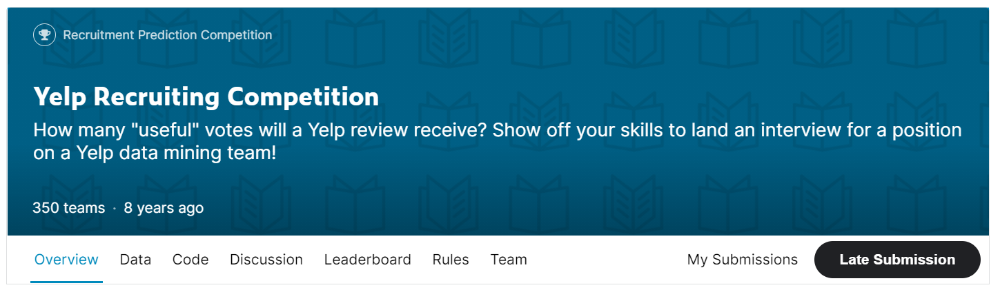 Recruitment Prediction Competition
Yelp Recruiting Competition
How many "useful" votes will a Yelp review receive? Show off your skills to land an interview for a position
on a Yelp data mining team!
350 teams · 8 years ago
Overview Data Code Discussion Leaderboard Rules Team My Submissions Late Submission